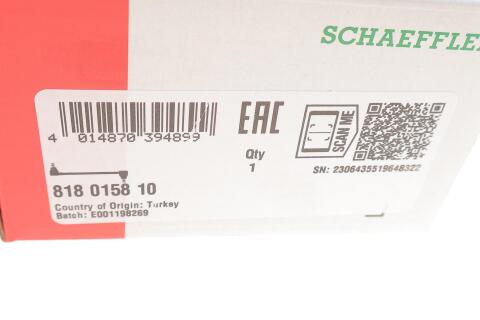 SCHAEFFLER
4 014870 394899
EAC
SCAN ME
Qty
1
SN: 2306435519648322
818 0158 10
Country of Origin: Turkey
Batch: E001198269